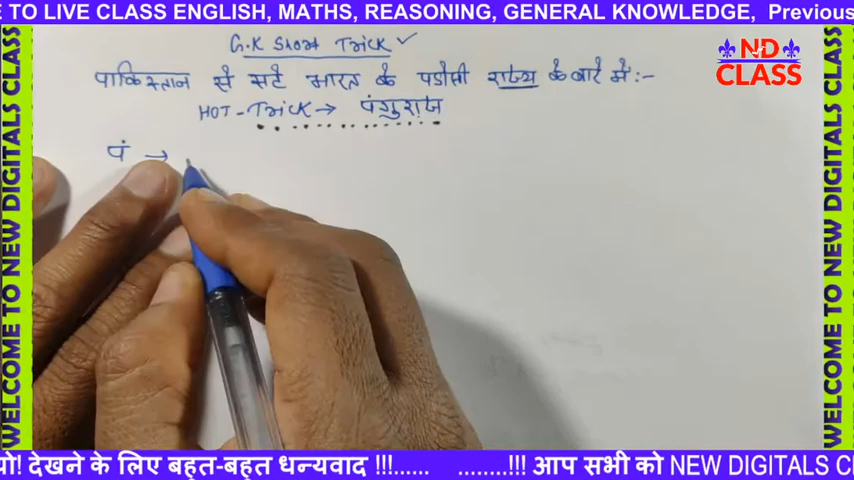 E TO LIVE CLASS ENGLISH, MATHS, REASONING, GENERAL KNOWLEDGE, Previous
G.K Short Trick ✓
पाकिस्तान से सटे भारत के पडोसी राज्य के बारे में :-
HOT - Trick → पंगुराज
पं →
ND
CLASS
WELCOME TO NEW DIGITALS CLASS
WELCOME TO NEW DIGITALS CLASS
यो! देखने के लिए बहुत-बहुत धन्यवाद !!!...... ........!!! आप सभी को NEW DIGITALS C